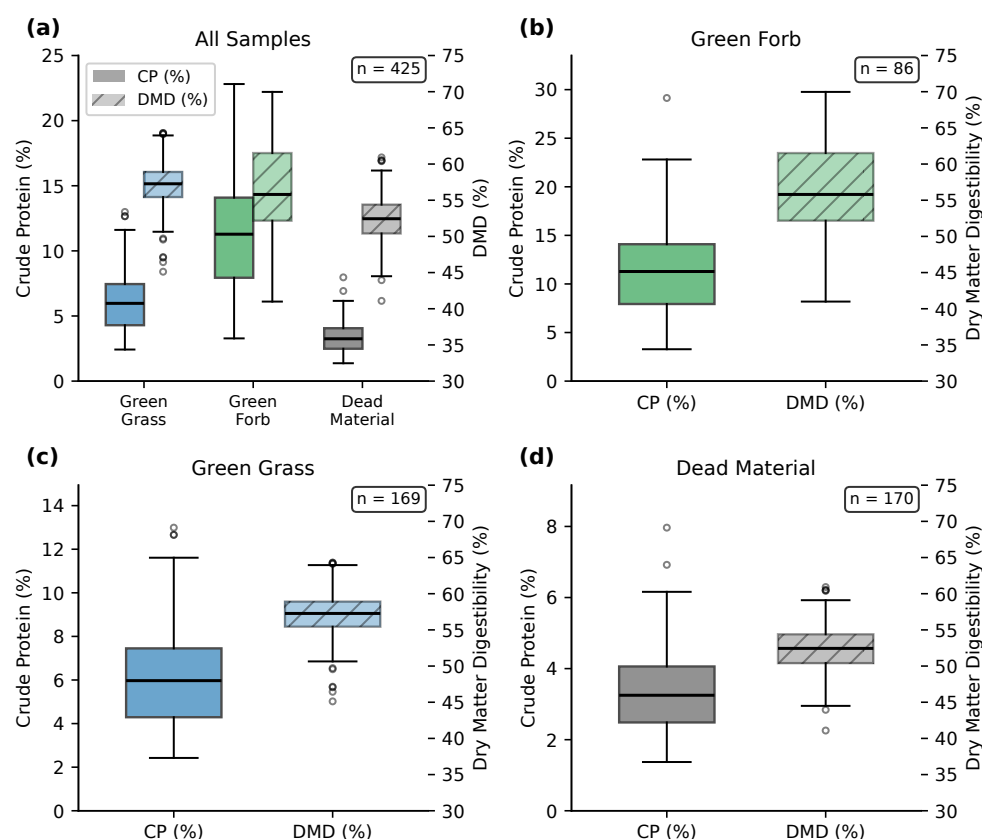 (a)
All Samples
n = 425
CP (%)
DMD (%)
Crude Protein (%)
25
20
15
10
5
0
DMD (%)
75
70
65
60
55
50
45
40
35
30
Green
Grass
Green
Forb
Dead
Material
(b)
Green Forb
n = 86
Crude Protein (%)
30
25
20
15
10
5
0
Dry Matter Digestibility (%)
75
70
65
60
55
50
45
40
35
30
CP (%)
DMD (%)
(c)
Green Grass
n = 169
Crude Protein (%)
14
12
10
8
6
4
2
0
Dry Matter Digestibility (%)
75
70
65
60
55
50
45
40
35
30
CP (%)
DMD (%)
(d)
Dead Material
n = 170
Crude Protein (%)
8
6
4
2
0
Dry Matter Digestibility (%)
75
70
65
60
55
50
45
40
35
30
CP (%)
DMD (%)